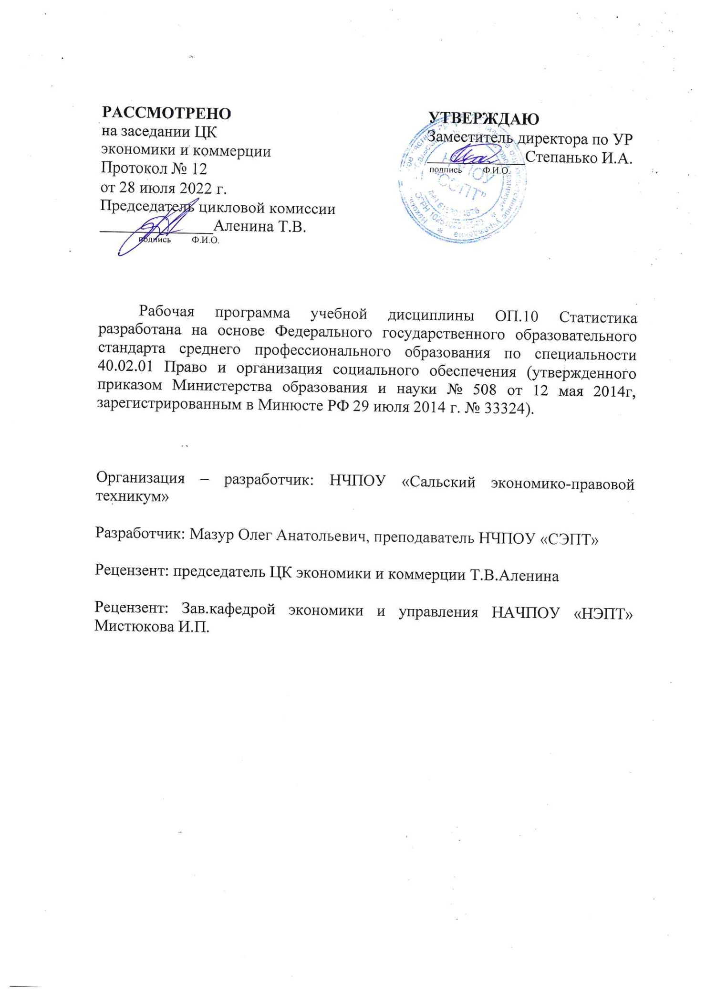 РАССМОТРЕНО
на заседании ЦК
экономики и коммерции
Протокол № 12
от 28 июля 2022 г.
Председатель цикловой комиссии
Аленина Т.В.
подпись Ф.И.О.
УТВЕРЖДАЮ
Заместитель директора по УР
Степанько И.А.
подпись Ф.И.О.
Рабочая программа учебной дисциплины ОП.10 Статистика
разработана на основе Федерального государственного образовательного
стандарта среднего профессионального образования по специальности
40.02.01 Право и организация социального обеспечения (утвержденного
приказом Министерства образования и науки № 508 от 12 мая 2014г,
зарегистрированным в Минюсте РФ 29 июля 2014 г. № 33324).
Организация – разработчик: НЧПОУ «Сальский экономико-правовой
техникум»
Разработчик: Мазур Олег Анатольевич, преподаватель НЧПОУ «СЭПТ»
Рецензент: председатель ЦК экономики и коммерции Т.В.Аленина
Рецензент: Зав.кафедрой экономики и управления НАЧПОУ «НЭПТ»
Мистюкова И.П.